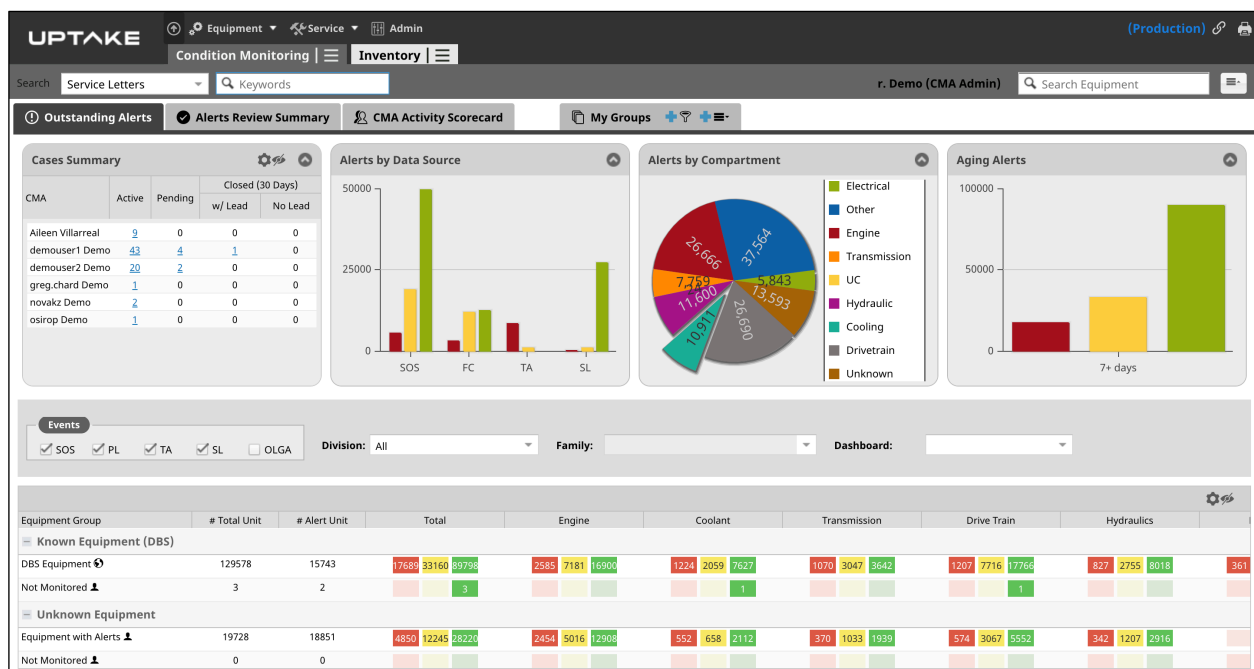 UPTAKE
Equipment Service Admin
(Production)
Condition Monitoring | Inventory |
Search Service Letters Keywords
r. Demo (CMA Admin) Search Equipment
Outstanding Alerts Alerts Review Summary CMA Activity Scorecard My Groups
Cases Summary
CMA Active Pending Closed (30 Days)
w/ Lead No Lead
Aileen Villarreal 9 0 0 0
demouser1 Demo 43 4 1 0
demouser2 Demo 20 2 0 0
greg.chard Demo 1 0 0 0
novakz Demo 2 0 0 0
osirop Demo 1 0 0 0
Alerts by Data Source
50000
25000
0
SOS FC TA SL
Alerts by Compartment
37,564
5,843
13,593
26,690
10,911
11,600
7,759
26,666
Electrical
Other
Engine
Transmission
UC
Hydraulic
Cooling
Drivetrain
Unknown
Aging Alerts
100000
50000
0
7+ days
Events
SOS PL TA SL OLGA
Division: All Family: Dashboard:
Equipment Group # Total Unit # Alert Unit Total Engine Coolant Transmission Drive Train Hydraulics
Known Equipment (DBS)
DBS Equipment 129578 15743 17689 33160 89798 2585 7181 16900 1224 2059 7627 1070 3047 3642 1207 7716 17766 827 2755 8018 361
Not Monitored 3 2 3 1 1
Unknown Equipment
Equipment with Alerts 19728 18851 4850 12245 28220 2454 5016 12908 552 658 2112 370 1033 1939 574 3067 5552 342 1207 2916
Not Monitored 0 0